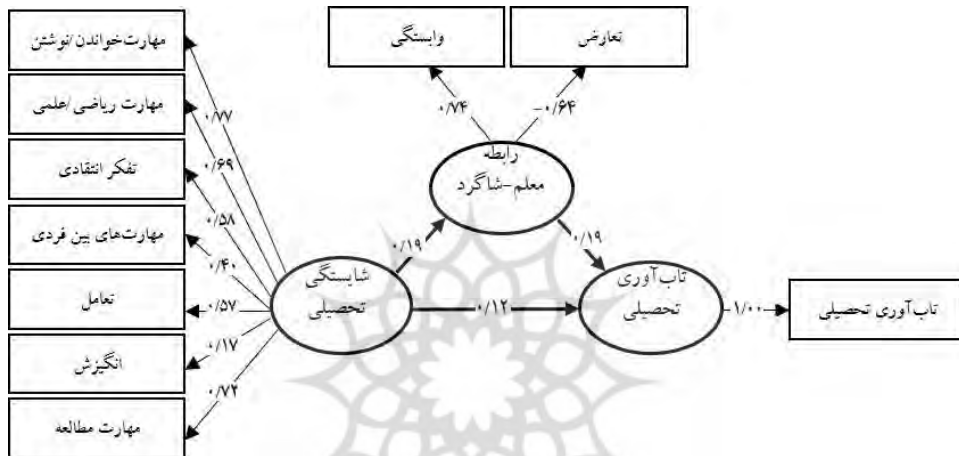 وابستگی
تعارض
مهارت‌خواندن/نوشتن
مهارت ریاضی/علمی
تفکر انتقادی
مهارت‌های بین فردی
تعامل
انگیزش
مهارت مطالعه
۰/۷۷
۰/۶۹
۰/۵۸
۰/۴۰
۰/۵۷
۰/۱۷
۰/۷۲
۰/۷۴
-۰/۶۴
رابطه
معلم-شاگرد
۰/۱۹
۰/۱۹
شایستگی
تحصیلی
۰/۱۲
تاب‌آوری
تحصیلی
۱/۰۰
تاب‌آوری تحصیلی